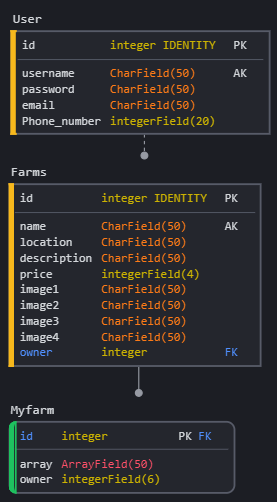 User
id integer IDENTITY PK
username CharField(50) AK
password CharField(50)
email CharField(50)
Phone_number integerField(20)
Farms
id integer IDENTITY PK
name CharField(50) AK
location CharField(50)
description CharField(50)
price integerField(4)
image1 CharField(50)
image2 CharField(50)
image3 CharField(50)
image4 CharField(50)
owner integer FK
Myfarm
id integer PK FK
array ArrayField(50)
owner integerField(6)